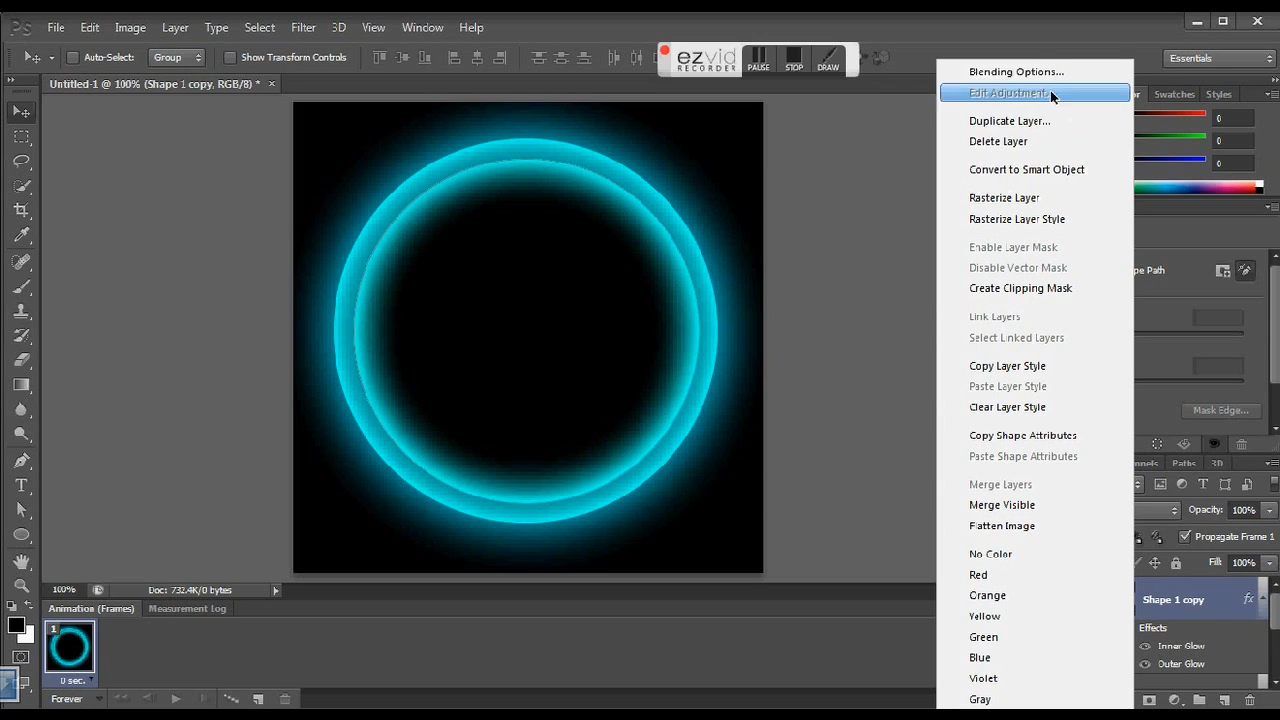 Ps File Edit Image Layer Type Select Filter 3D View Window Help
Auto-Select: Group Show Transform Controls
ezvid
RECORDER
PAUSE STOP DRAW
Essentials
Untitled-1 @ 100% (Shape 1 copy, RGB/8) * ×
Swatches Styles
0
0
0
Blending Options...
Edit Adjustment...
Duplicate Layer...
Delete Layer
Convert to Smart Object
Rasterize Layer
Rasterize Layer Style
Enable Layer Mask
Disable Vector Mask
Create Clipping Mask
Link Layers
Select Linked Layers
Copy Layer Style
Paste Layer Style
Clear Layer Style
Copy Shape Attributes
Paste Shape Attributes
Merge Layers
Merge Visible
Flatten Image
No Color
Red
Orange
Yellow
Green
Blue
Violet
Gray
Path
Mask Edge...
Paths 3D
Opacity: 100%
Propagate Frame 1
Fill: 100%
Shape 1 copy fx
Effects
Inner Glow
Outer Glow
100% Doc: 732.4K/0 bytes
Animation (Frames) Measurement Log
1
0 sec.
Forever